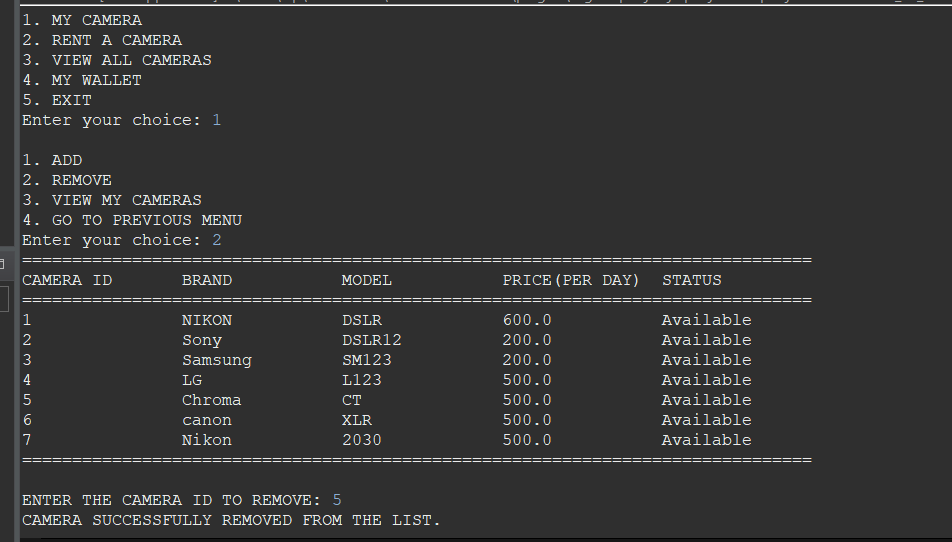 1. MY CAMERA
2. RENT A CAMERA
3. VIEW ALL CAMERAS
4. MY WALLET
5. EXIT
Enter your choice: 1
1. ADD
2. REMOVE
3. VIEW MY CAMERAS
4. GO TO PREVIOUS MENU
Enter your choice: 2
===============================================================================
CAMERA ID       BRAND           MODEL           PRICE(PER DAY)  STATUS
===============================================================================
1               NIKON           DSLR            600.0           Available
2               Sony            DSLR12          200.0           Available
3               Samsung         SM123           200.0           Available
4               LG              L123            500.0           Available
5               Chroma          CT              500.0           Available
6               canon           XLR             500.0           Available
7               Nikon           2030            500.0           Available
===============================================================================
ENTER THE CAMERA ID TO REMOVE: 5
CAMERA SUCCESSFULLY REMOVED FROM THE LIST.